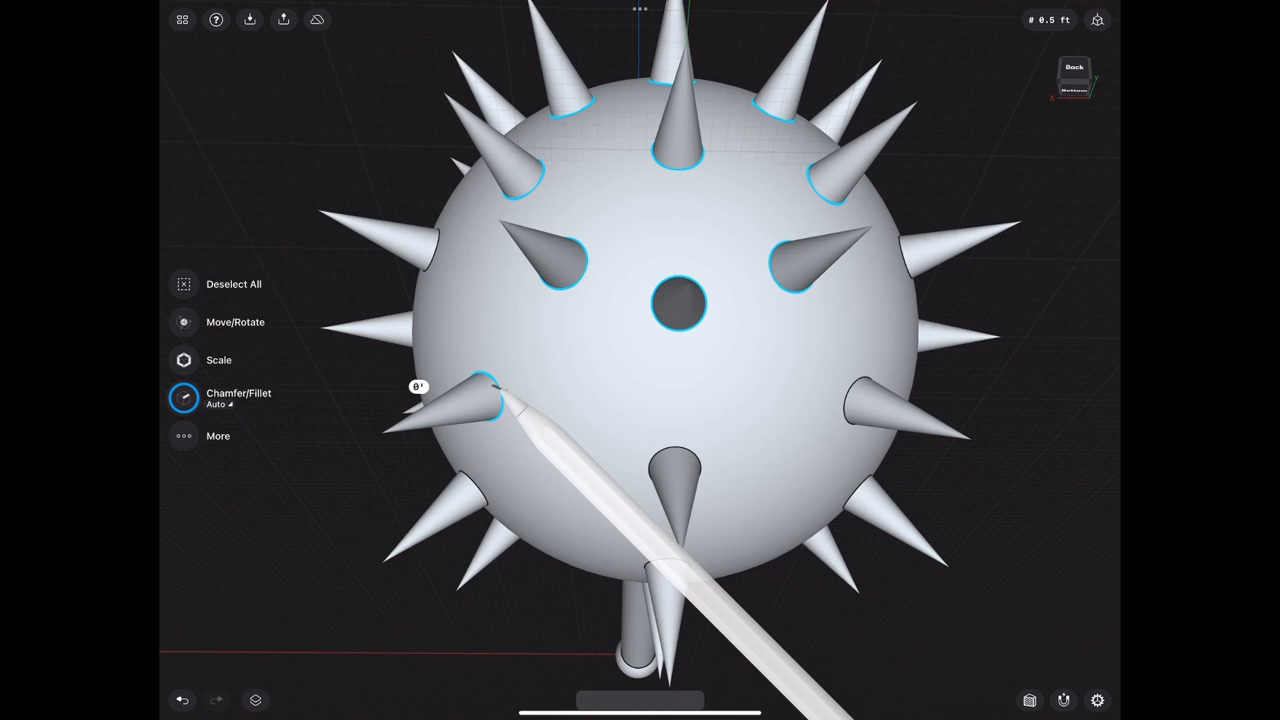 # 0.5 ft
Back
Bottom
Y
X
Deselect All
Move/Rotate
Scale
0'
Chamfer/Fillet
Auto
More